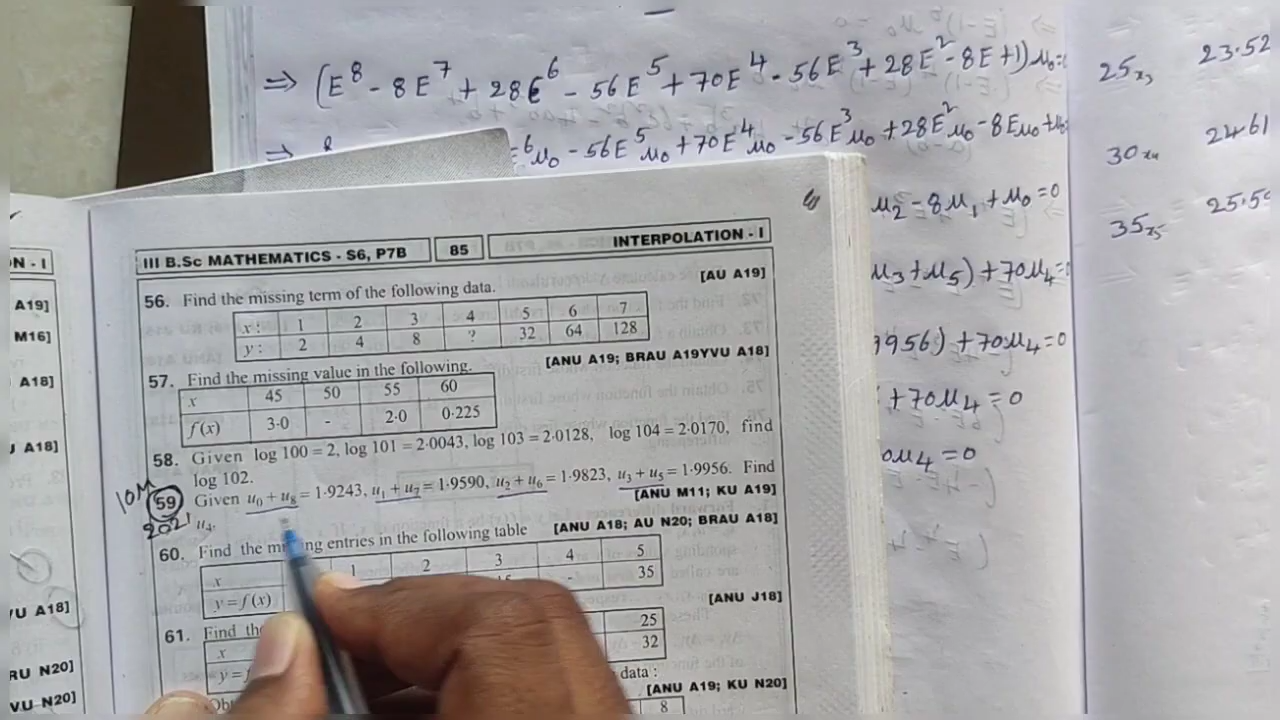 ⇒ (E⁸ - 8E⁷ + 28E⁶ - 56E⁵ + 70E⁴ - 56E³ + 28E² - 8E + 1) u₀ =
⇒ ⁶u₀ - 56E⁵u₀ + 70E⁴u₀ - 56E³u₀ + 28E²u₀ - 8Eu₀ +
u₂ - 8u₁ + u₀ = 0
u₃ + u₅) + 70u₄ =
9956) + 70u₄ = 0
+ 70u₄ = 0
u₄ = 0
25x₃ 23.52
30x₄ 24.61
35x₅ 25.5
N - I
A19]
M16]
A18]
U A18]
VU A18]
RU N20]
VU N20]
III B.Sc MATHEMATICS - S6, P7B 85 INTERPOLATION - I
[AU A19]
56. Find the missing term of the following data.
x : 1 2 3 4 5 6 7
y : 2 4 8 ? 32 64 128
[ANU A19; BRAU A19YVU A18]
57. Find the missing value in the following.
x 45 50 55 60
f(x) 3·0 - 2·0 0·225
58. Given log 100 = 2, log 101 = 2·0043, log 103 = 2·0128, log 104 = 2·0170, find
log 102.
10M
59 Given u₀ + u₈ = 1·9243, u₁ + u₇ = 1·9590, u₂ + u₆ = 1·9823, u₃ + u₅ = 1·9956. Find
u₄. [ANU M11; KU A19]
2021
[ANU A18; AU N20; BRAU A18]
60. Find the missing entries in the following table
x 1 2 3 4 5
y = f(x) - 35
[ANU J18]
61. Find the
x 25
y = 32
data :
[ANU A19; KU N20]
8